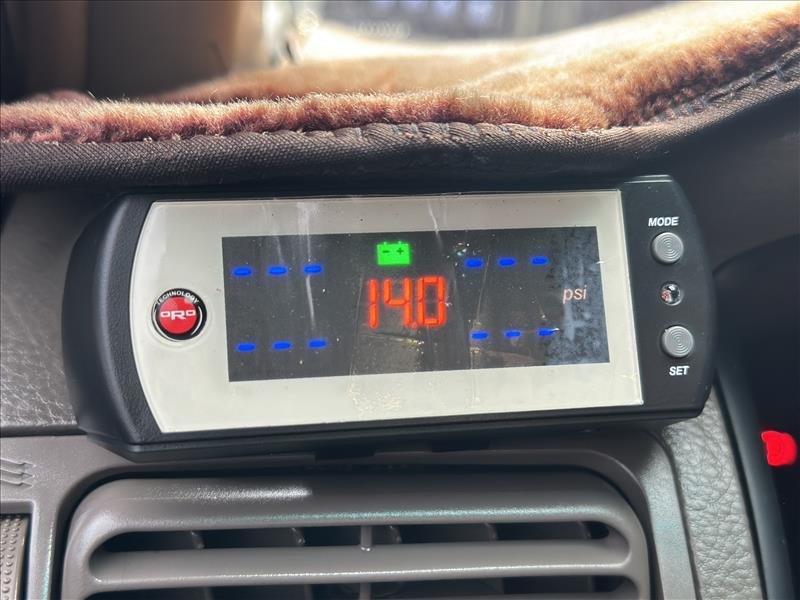 MODE
--- ---
14.0
psi
TECHNOLOGY
ORO
--- ---
SET